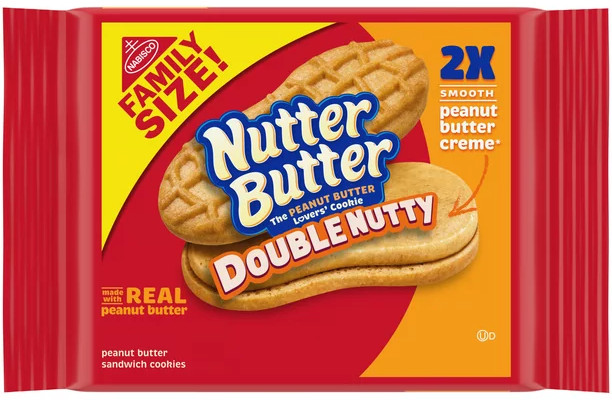 NABISCO
FAMILY
SIZE!
2X
SMOOTH
peanut
butter
creme*
Nutter
Butter
The PEANUT BUTTER
Lovers' Cookie
DOUBLE NUTTY
made
with REAL
peanut butter
peanut butter
sandwich cookies
U D